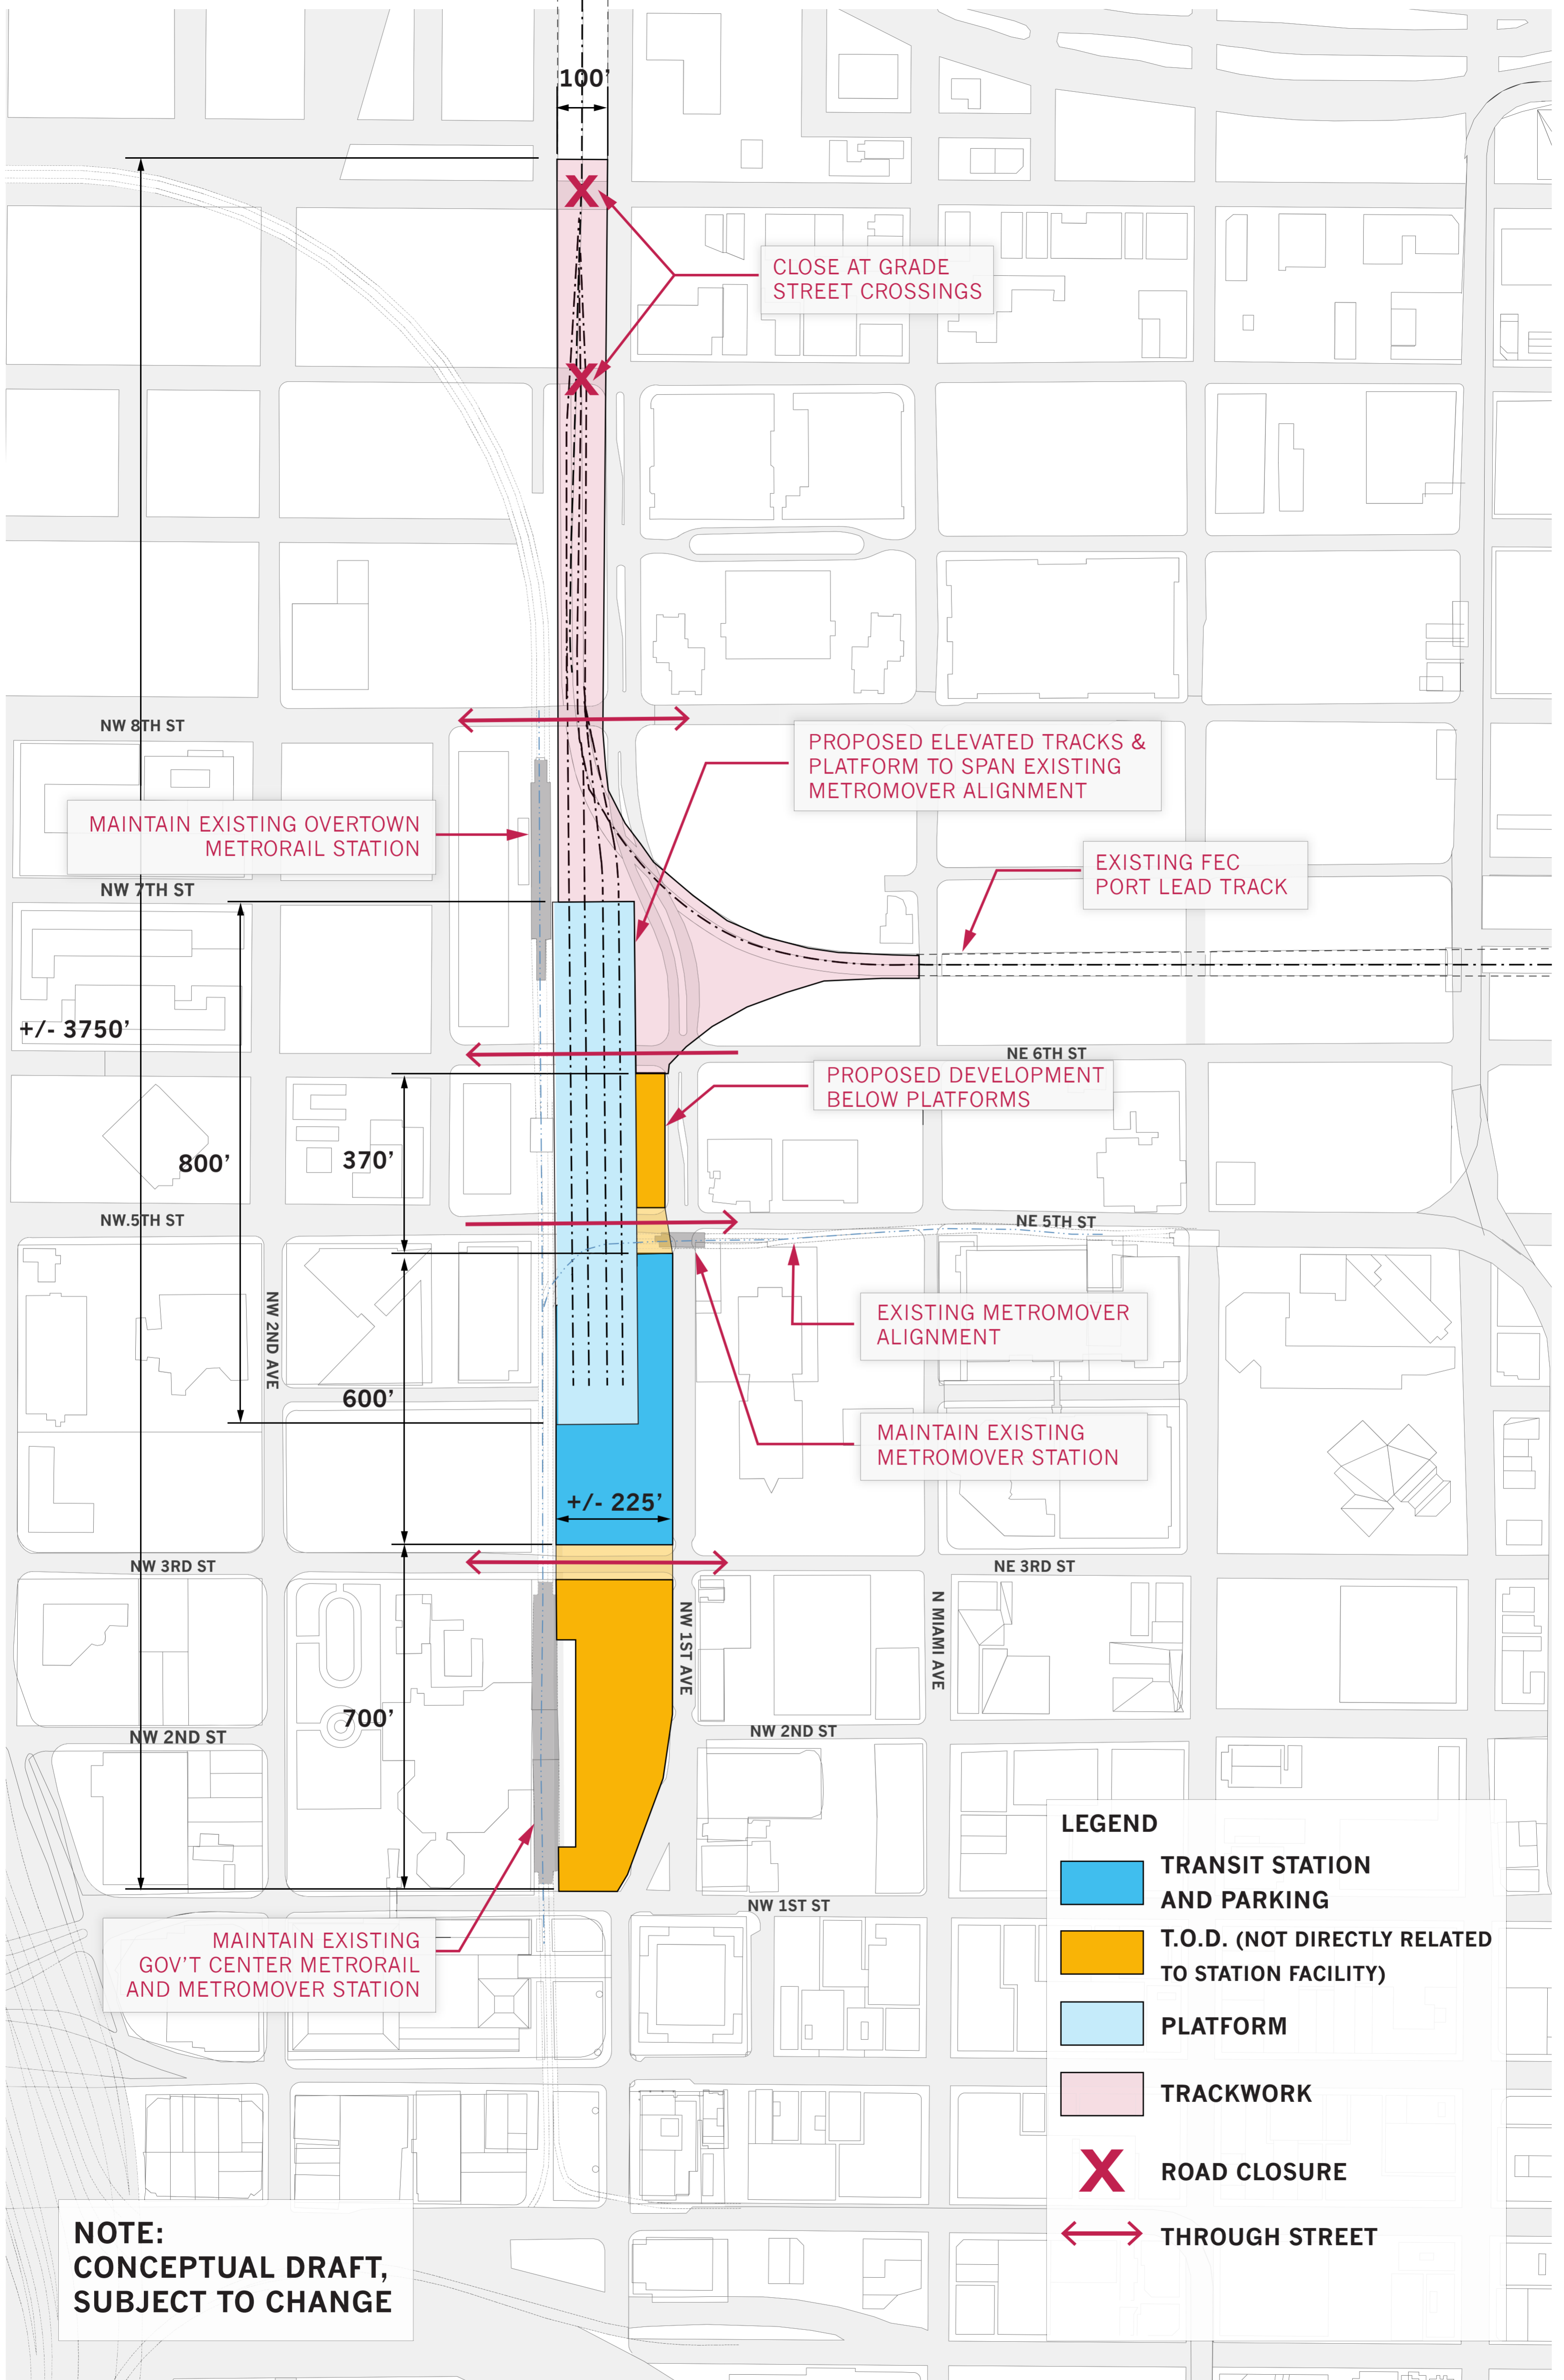 100'
X
CLOSE AT GRADE
STREET CROSSINGS
X
NW 8TH ST
PROPOSED ELEVATED TRACKS &
PLATFORM TO SPAN EXISTING
METROMOVER ALIGNMENT
MAINTAIN EXISTING OVERTOWN
METRORAIL STATION
EXISTING FEC
PORT LEAD TRACK
NW 7TH ST
+/- 3750'
NE 6TH ST
PROPOSED DEVELOPMENT
BELOW PLATFORMS
800'
370'
NW.5TH ST
NE 5TH ST
NW 2ND AVE
EXISTING METROMOVER
ALIGNMENT
600'
MAINTAIN EXISTING
METROMOVER STATION
+/- 225'
NW 3RD ST
NE 3RD ST
NW 1ST AVE
N MIAMI AVE
700'
NW 2ND ST
NW 2ND ST
NW 1ST ST
MAINTAIN EXISTING
GOV'T CENTER METRORAIL
AND METROMOVER STATION
LEGEND
TRANSIT STATION
AND PARKING
T.O.D. (NOT DIRECTLY RELATED
TO STATION FACILITY)
PLATFORM
TRACKWORK
X ROAD CLOSURE
THROUGH STREET
NOTE:
CONCEPTUAL DRAFT,
SUBJECT TO CHANGE